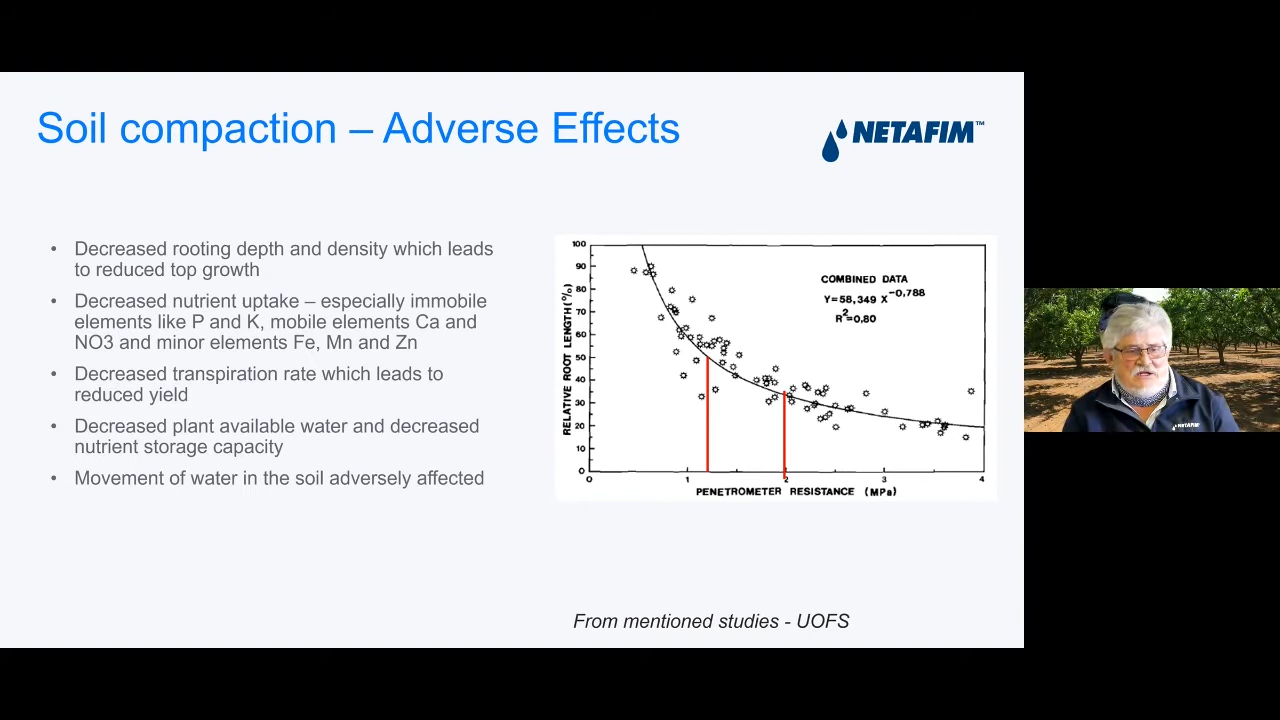 Soil compaction – Adverse Effects
NETAFIM™
• Decreased rooting depth and density which leads
to reduced top growth
• Decreased nutrient uptake – especially immobile
elements like P and K, mobile elements Ca and
NO3 and minor elements Fe, Mn and Zn
• Decreased transpiration rate which leads to
reduced yield
• Decreased plant available water and decreased
nutrient storage capacity
• Movement of water in the soil adversely affected
RELATIVE ROOT LENGTH (%)
100
90
80
70
60
50
40
30
20
10
0
COMBINED DATA
Y=58,349 X^-0,788
R²=0,80
0 1 2 3 4
PENETROMETER RESISTANCE (MPa)
From mentioned studies - UOFS
NETAFIM